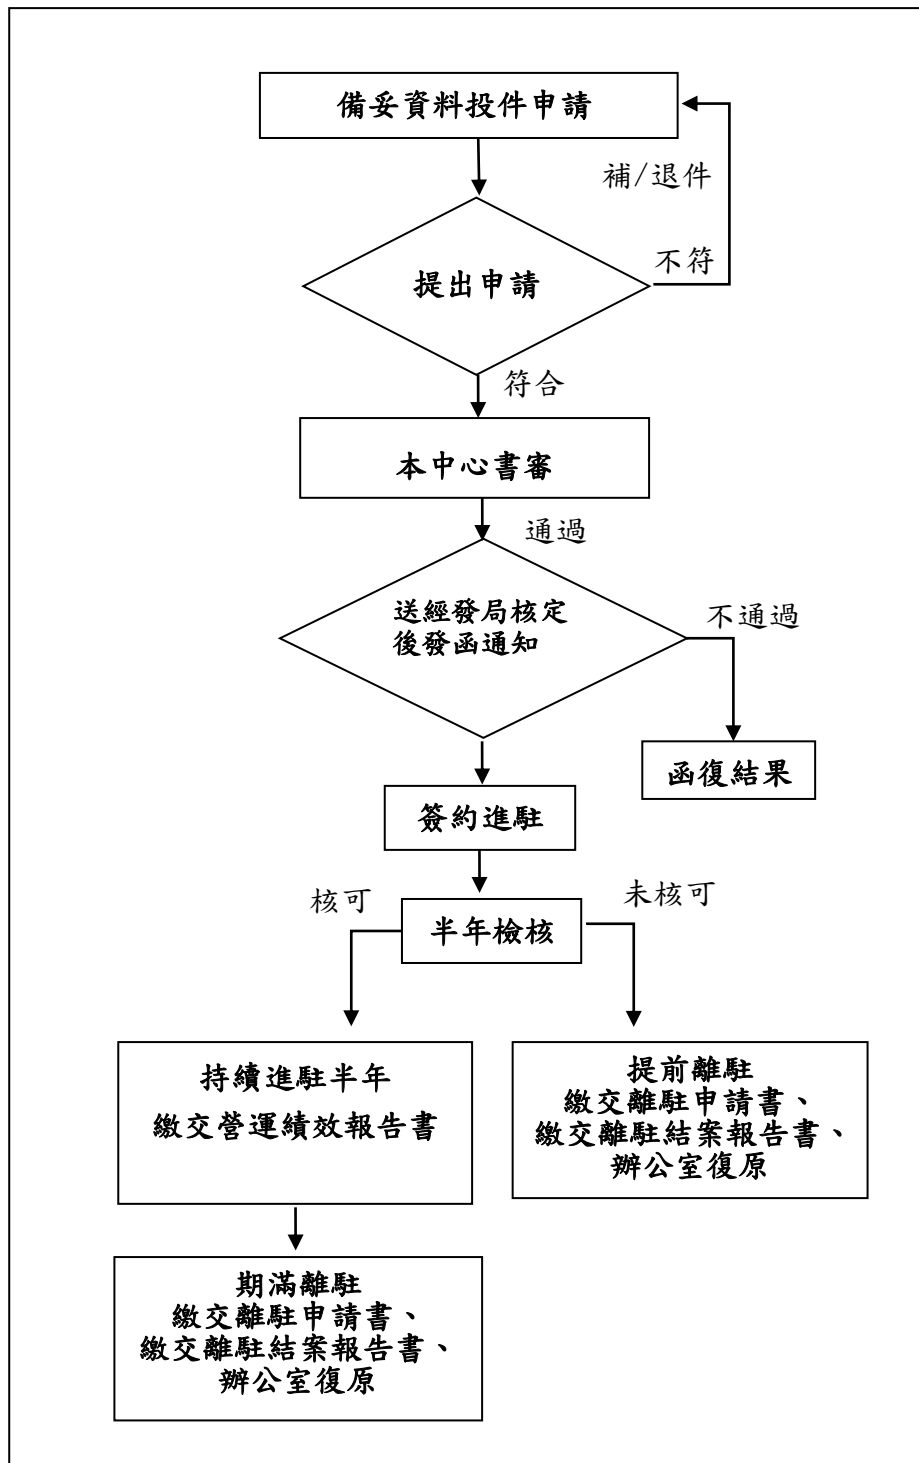 備妥資料投件申請
補/退件
提出申請
不符
符合
本中心書審
通過
送經發局核定
後發函通知
不通過
函復結果
簽約進駐
核可
半年檢核
未核可
持續進駐半年
繳交營運績效報告書
提前離駐
繳交離駐申請書、
繳交離駐結案報告書、
辦公室復原
期滿離駐
繳交離駐申請書、
繳交離駐結案報告書、
辦公室復原